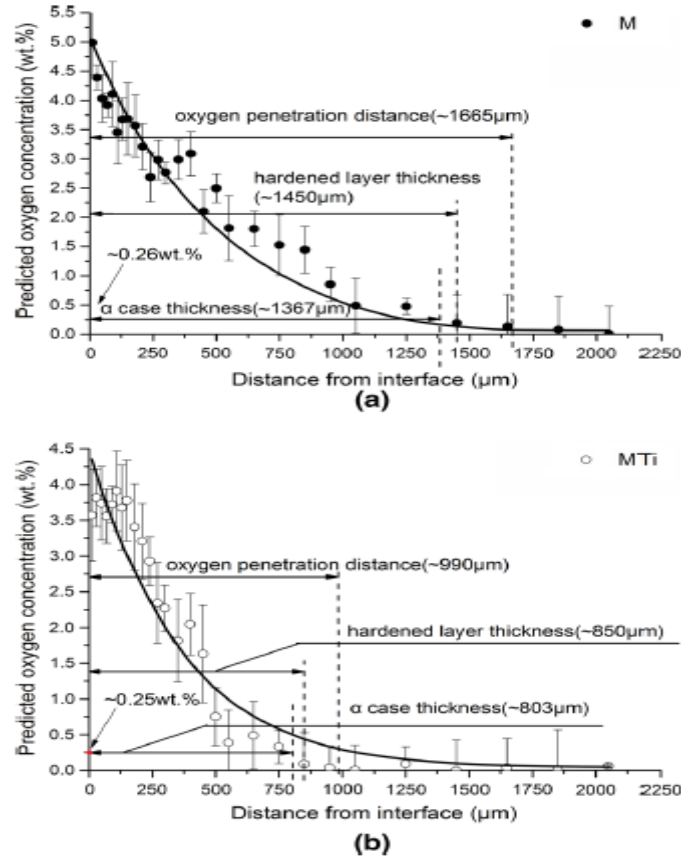 M
5.5
5.0
4.5
4.0
3.5
3.0
2.5
2.0
1.5
1.0
0.5
0.0
Predicted oxygen concentration (wt.%)
oxygen penetration distance(~1665µm)
hardened layer thickness
(~1450µm)
~0.26wt.%
α case thickness(~1367µm)
0 250 500 750 1000 1250 1500 1750 2000 2250
Distance from interface (µm)
(a)
MTi
4.5
4.0
3.5
3.0
2.5
2.0
1.5
1.0
0.5
0.0
Predicted oxygen concentration (wt.%)
oxygen penetration distance(~990µm)
hardened layer thickness(~850µm)
~0.25wt.%
α case thickness(~803µm)
0 250 500 750 1000 1250 1500 1750 2000 2250
Distance from interface (µm)
(b)